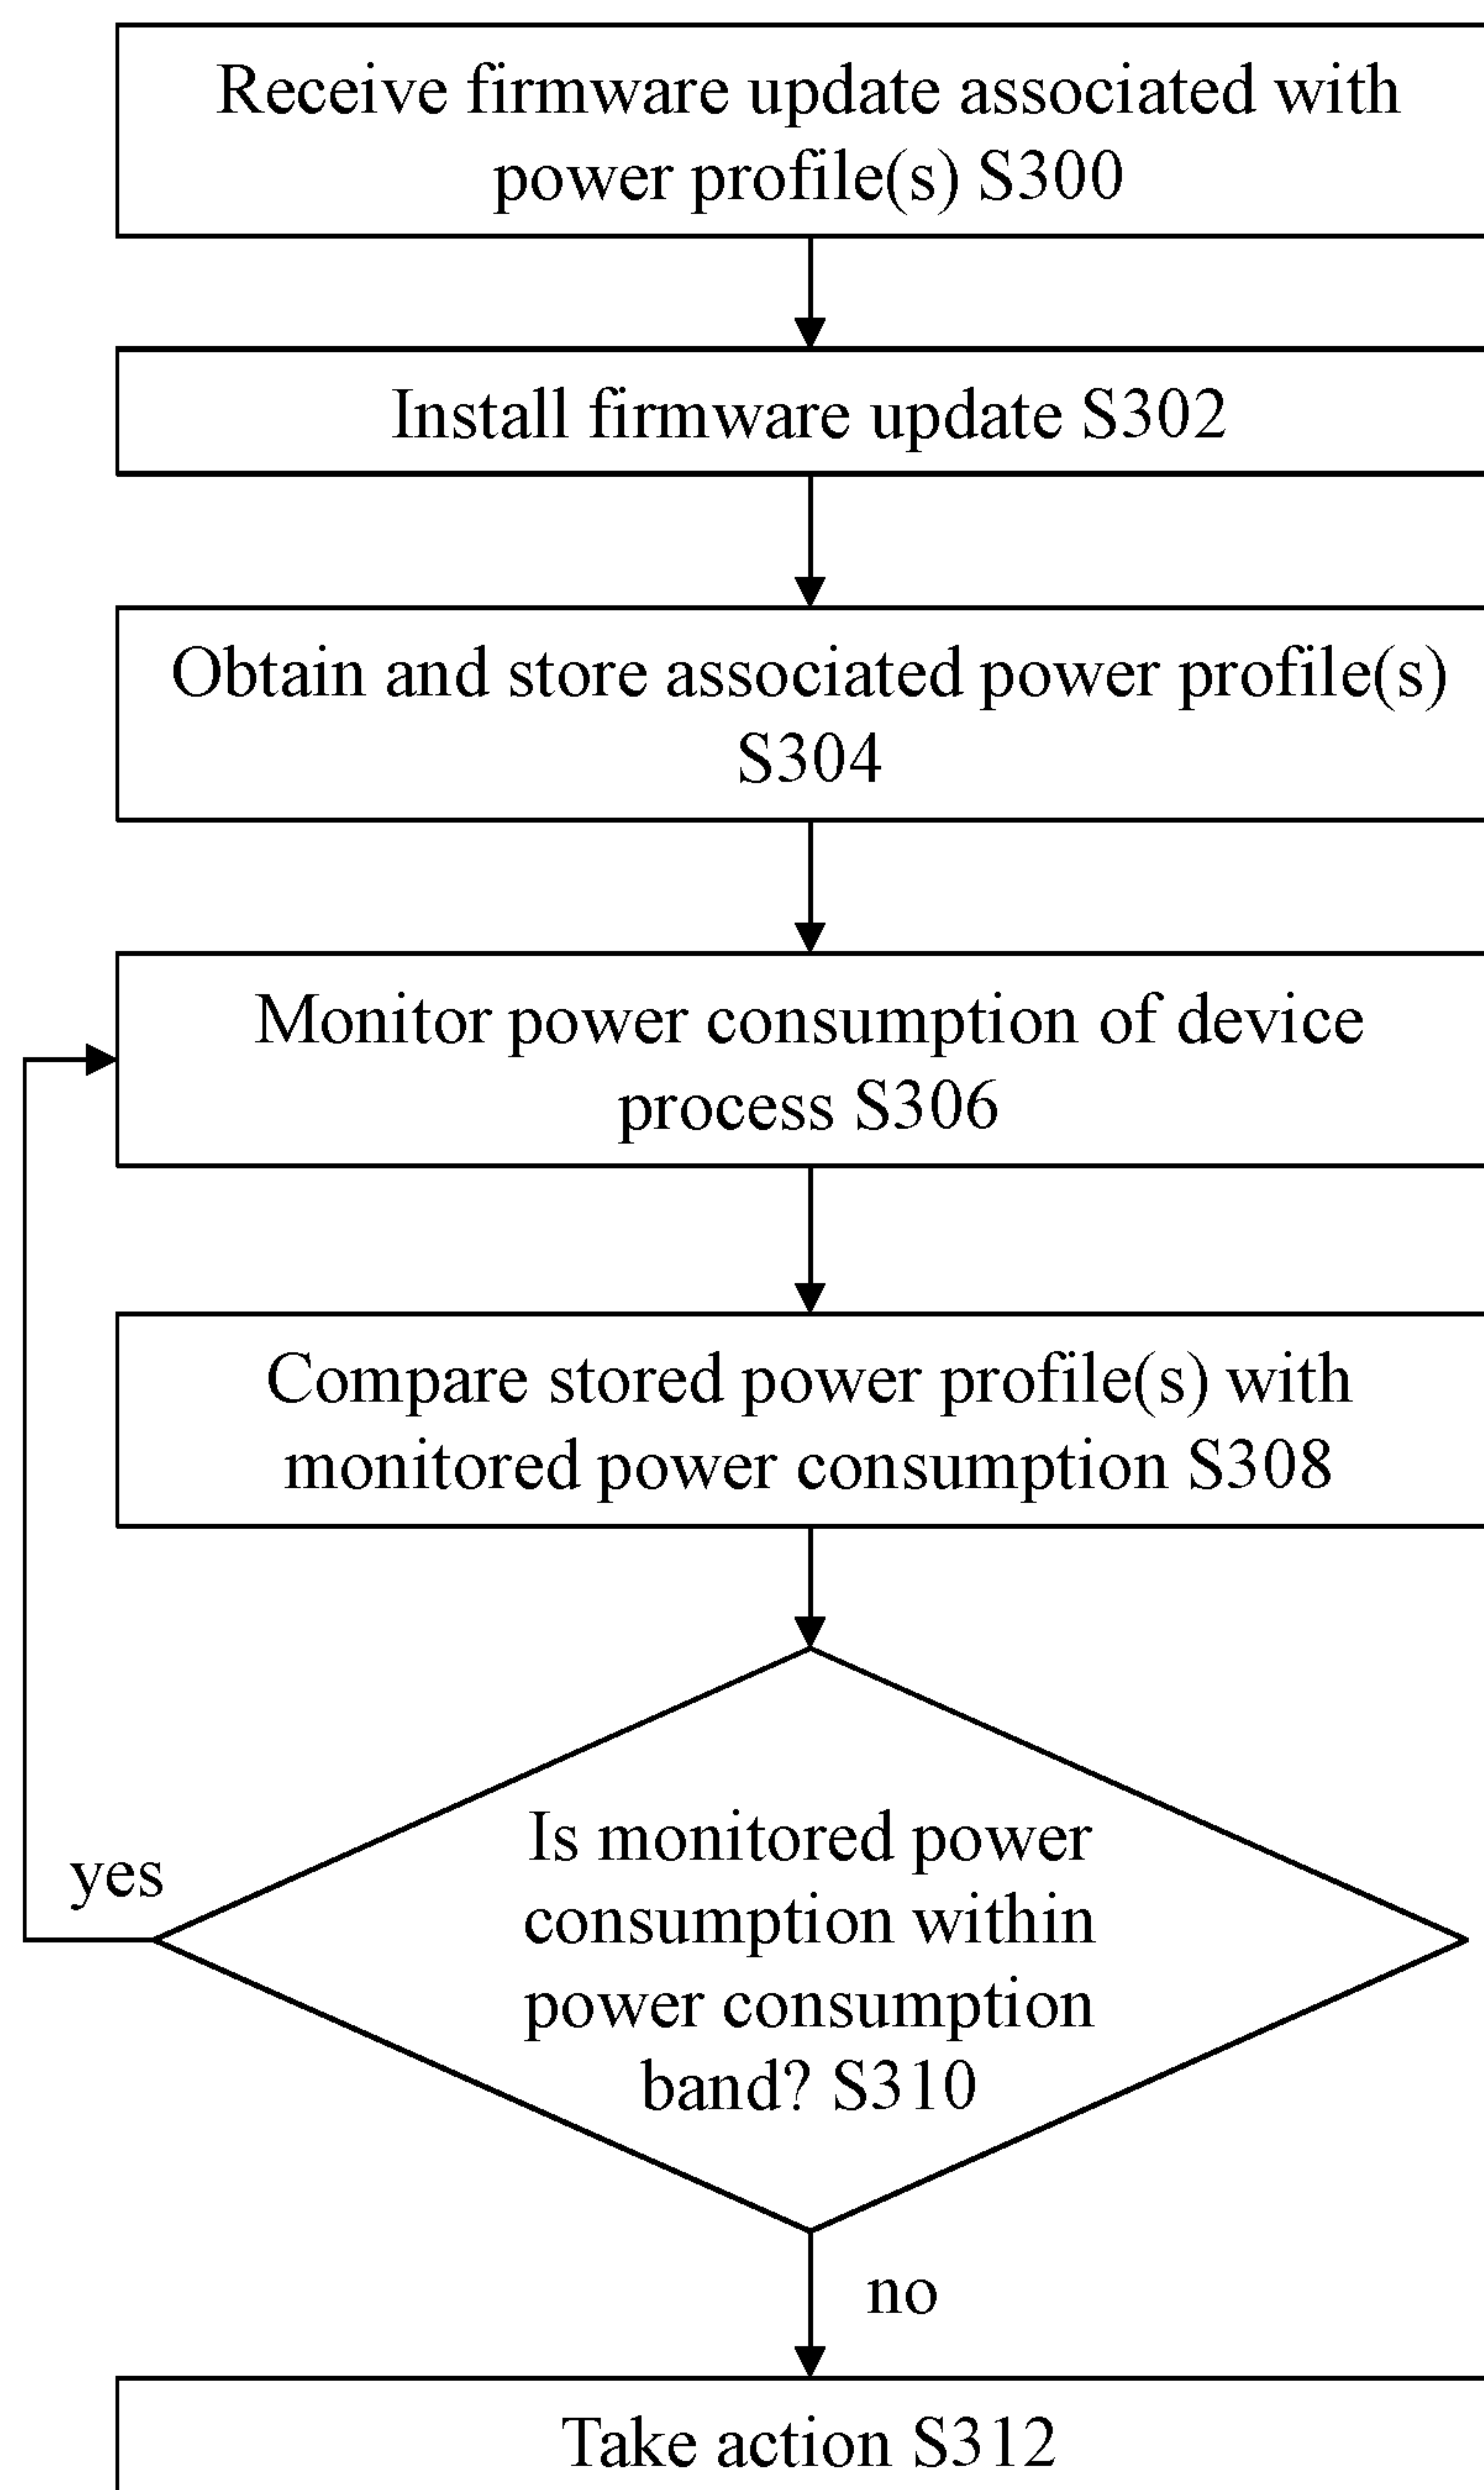 Receive firmware update associated with
power profile(s) S300
Install firmware update S302
Obtain and store associated power profile(s)
S304
Monitor power consumption of device
process S306
Compare stored power profile(s) with
monitored power consumption S308
Is monitored power
consumption within
power consumption
band? S310
yes
no
Take action S312